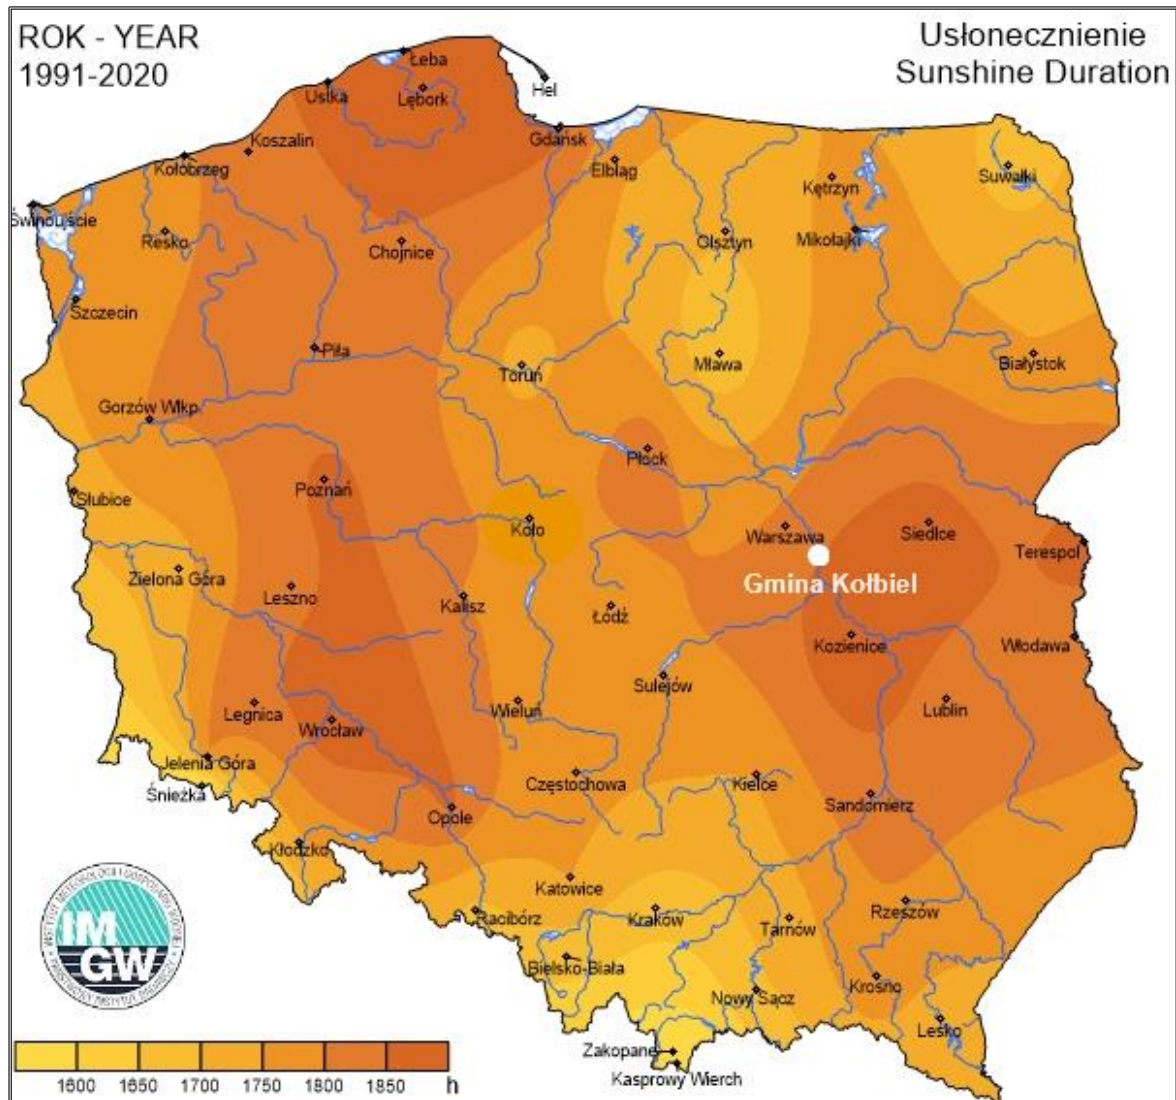 ROK - YEAR
1991-2020
Usłonecznienie
Sunshine Duration
Łeba
Ustka
Lębork
Hel
Gdańsk
Koszalin
Kołobrzeg
Elbląg
Suwałki
Kętrzyn
Świnoujście
Resko
Chojnice
Olsztyn
Mikołajki
Szczecin
Piła
Toruń
Mława
Białystok
Gorzów Wlkp
Płock
Słubice
Poznań
Koło
Warszawa
Siedlce
Terespol
Gmina Kołbiel
Zielona Góra
Leszno
Kalisz
Łódź
Kozienice
Włodawa
Sulejów
Legnica
Wrocław
Wieluń
Lublin
Jelenia Góra
Śnieżka
Częstochowa
Kielce
Sandomierz
Opole
Kłodzko
Katowice
Racibórz
Kraków
Tarnów
Rzeszów
Bielsko-Biała
Nowy Sącz
Krosno
Lesko
Zakopane
Kasprowy Wierch
IM
GW
1600 1650 1700 1750 1800 1850 h